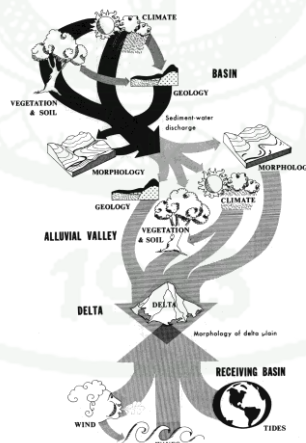 CLIMATE
BASIN
GEOLOGY
VEGETATION
& SOIL
Sediment-water
discharge
MORPHOLOGY
MORPHOLOGY
GEOLOGY
CLIMATE
VEGETATION
& SOIL
ALLUVIAL VALLEY
DELTA
DELTA
Morphology of delta plain
RECEIVING BASIN
WIND
TIDES